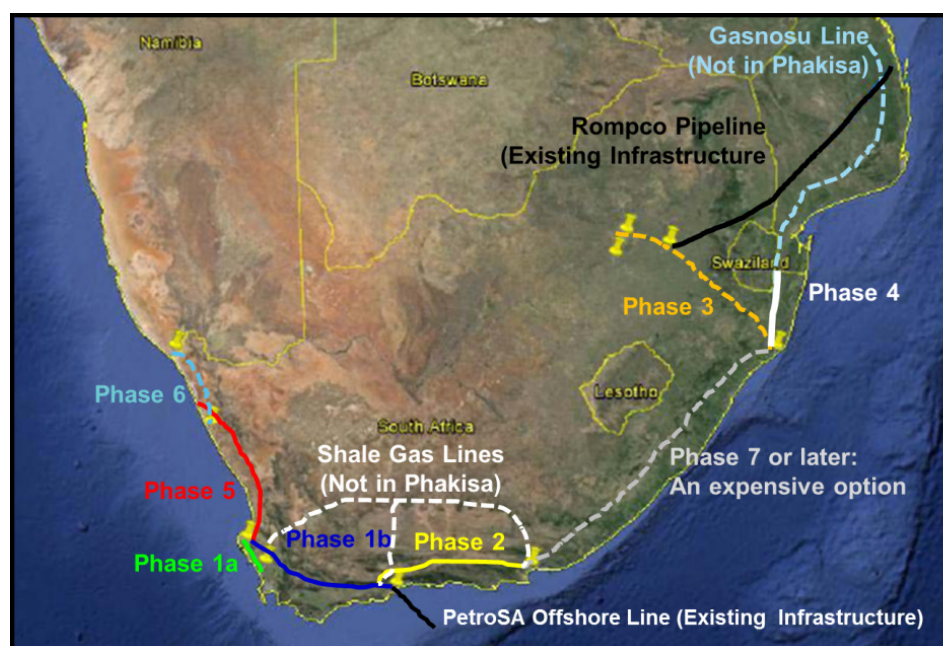 Namibia
Botswana
Gasnosu Line
(Not in Phakisa)
Rompco Pipeline
(Existing Infrastructure
Swaziland
Phase 4
Phase 3
Phase 6
Lesotho
South Africa
Shale Gas Lines
(Not in Phakisa)
Phase 7 or later:
An expensive option
Phase 5
Phase 1b
Phase 2
Phase 1a
PetroSA Offshore Line (Existing Infrastructure)